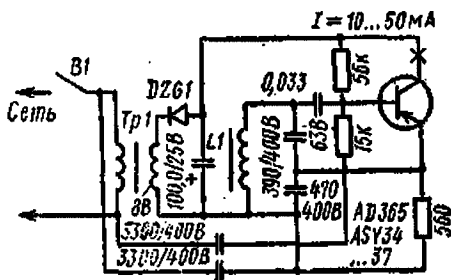 I = 10...50мА
В1
Сеть
Тр1
DZG1
8В
100,0/25В
+
L1
0,033
63В
390/400В
470
400В
56к
15к
560
AD365
ASY34
...37
3300/400В
3300/400В